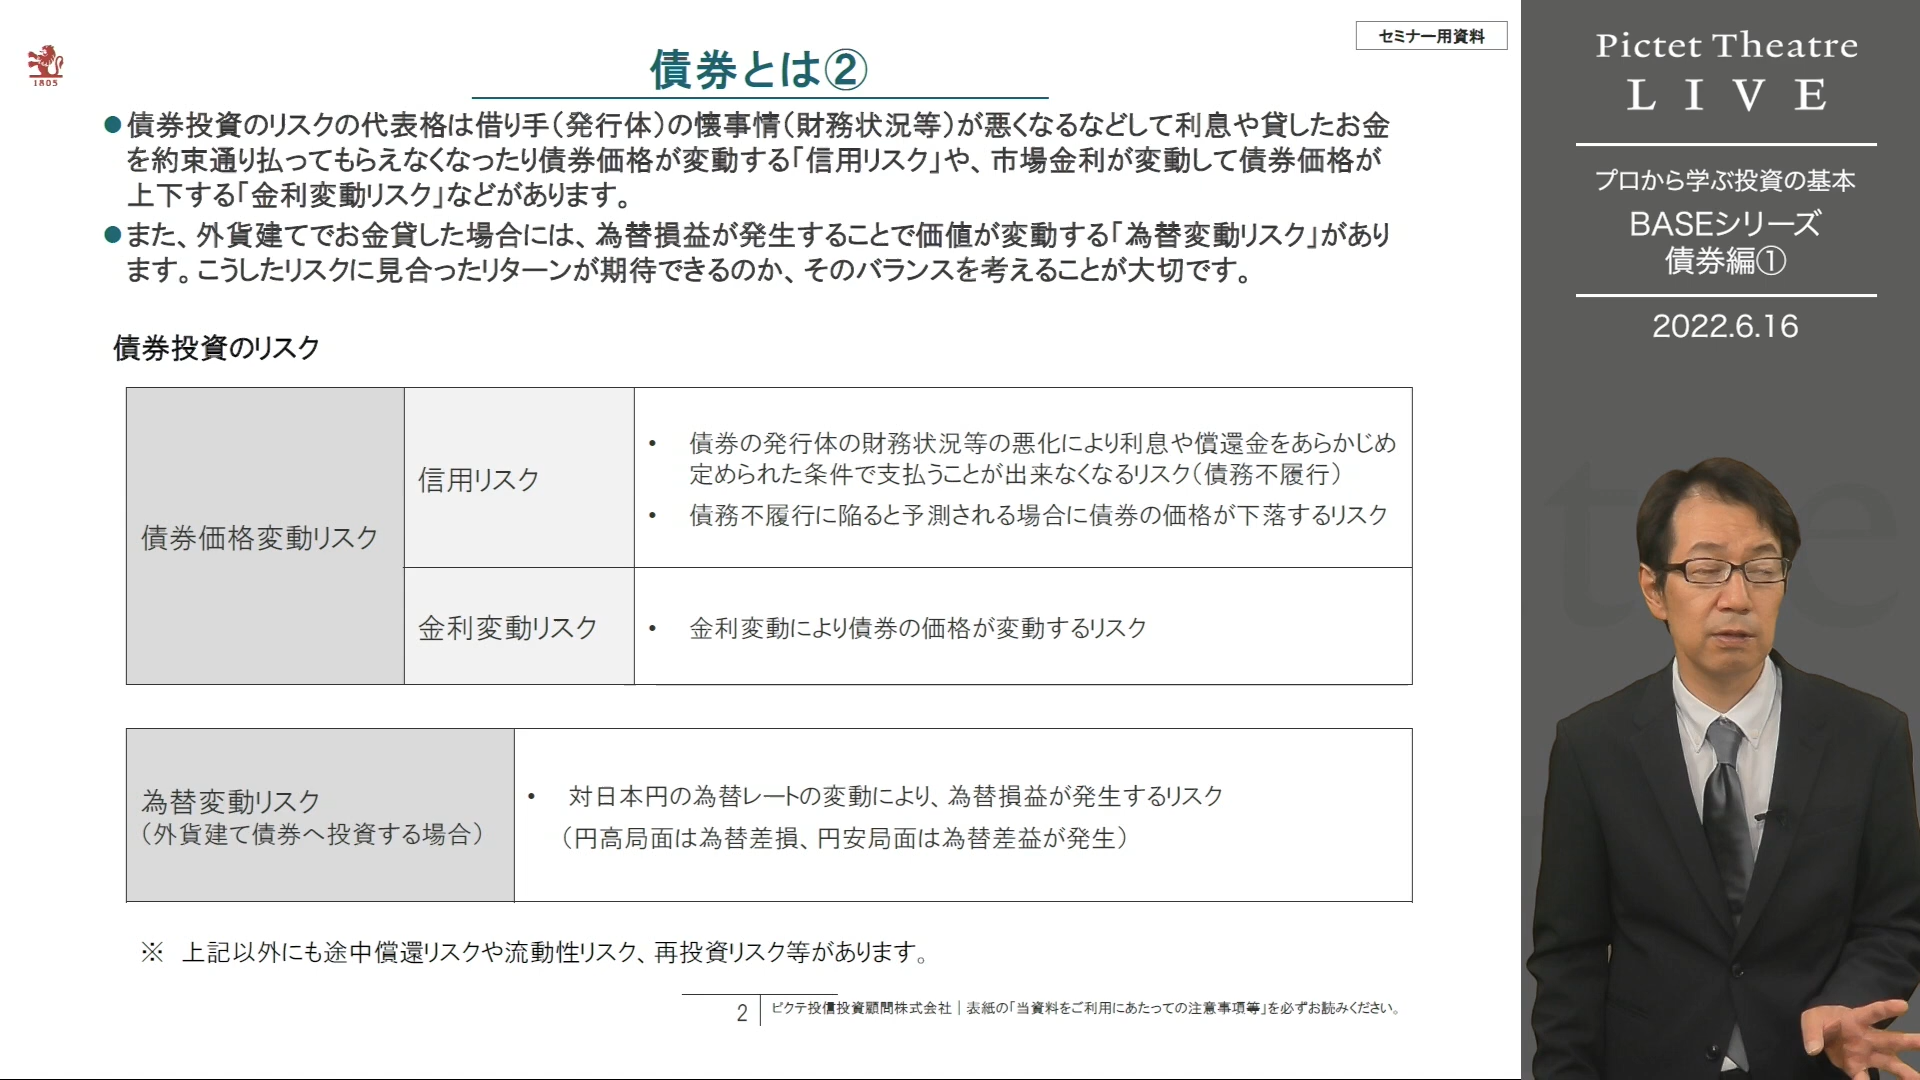 セミナー用資料
1805
債券とは②
●債券投資のリスクの代表格は借り手（発行体）の懐事情（財務状況等）が悪くなるなどして利息や貸したお金
を約束通り払ってもらえなくなったり債券価格が変動する「信用リスク」や、市場金利が変動して債券価格が
上下する「金利変動リスク」などがあります。
●また、外貨建てでお金貸した場合には、為替損益が発生することで価値が変動する「為替変動リスク」があり
ます。こうしたリスクに見合ったリターンが期待できるのか、そのバランスを考えることが大切です。
債券投資のリスク
債券価格変動リスク
信用リスク
• 債券の発行体の財務状況等の悪化により利息や償還金をあらかじめ
定められた条件で支払うことが出来なくなるリスク（債務不履行）
• 債務不履行に陥ると予測される場合に債券の価格が下落するリスク
金利変動リスク
• 金利変動により債券の価格が変動するリスク
為替変動リスク
（外貨建て債券へ投資する場合）
• 対日本円の為替レートの変動により、為替損益が発生するリスク
（円高局面は為替差損、円安局面は為替差益が発生）
※ 上記以外にも途中償還リスクや流動性リスク、再投資リスク等があります。
2
ピクテ投信投資顧問株式会社｜表紙の「当資料をご利用にあたっての注意事項等」を必ずお読みください。
Pictet Theatre
LIVE
プロから学ぶ投資の基本
BASEシリーズ
債券編①
2022.6.16